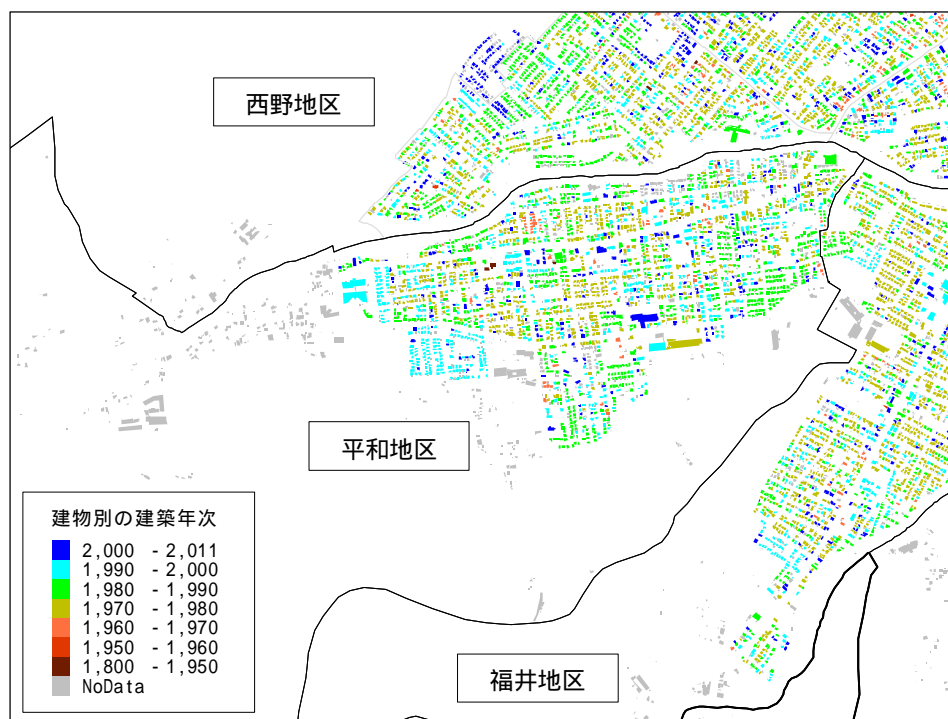 西野地区
平和地区
建物別の建築年次
2,000 - 2,011
1,990 - 2,000
1,980 - 1,990
1,970 - 1,980
1,960 - 1,970
1,950 - 1,960
1,800 - 1,950
NoData
福井地区